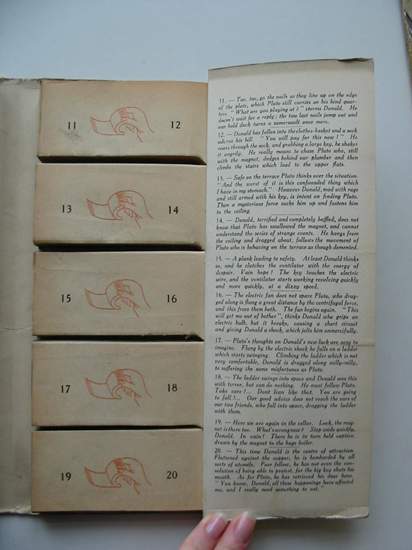 11
12
13
14
15
16
17
18
19
20
11. — Tac, tac, go the nails as they line up on the edge
of the plate, which Pluto still carries on his hind quar-
ters. "What are you playing at?" storms Donald. He
doesn't wait for a reply; the two last nails jump out and
our bold duck turns a somersault once more.
12. — Donald has fallen into the clothes-basket and a sock
adorns his bill. "You will pay for this now!" He
tears through the sock, and grabbing a large key, he shakes
it angrily. He really means to chain Pluto who, still
with the magnet, dodges behind our plumber and then
climbs the stairs which lead to the upper flats.
13. — Safe on the terrace Pluto thinks over the situation.
"And the worst of it is this confounded thing which
I have in my stomach." However Donald, mad with rage
and still armed with his key, is intent on finding Pluto.
Then a mysterious force sucks him up and fastens him
to the ceiling.
14. — Donald, terrified and completely baffled, does not
know that Pluto has swallowed the magnet, and cannot
understand the series of strange events. He hangs from
the ceiling and dragged about, follows the movement of
Pluto who is behaving on the terrace as though demented.
15. — A plank leading to safety. At least Donald thinks
so, and he clutches the ventilator with the energy of
despair. Vain hope! The key touches the electric
wire, and the ventilator starts working revolving quickly
and more quickly, at a dizzy speed.
16. — The electric fan does not spare Pluto, who drag-
ged along is flung a great distance by the centrifugal force,
and this frees them both. The fun begins again. "This
will get me out of bother", thinks Donald who grips an
electric bulb, but it breaks, causing a short circuit
and giving Donald a shock, which jolts him unmercifully.
17. — Pluto's thoughts on Donald's new luck are easy to
imagine. Flung by the electric shock he falls on a ladder
which starts swinging. Climbing the ladder which is not
very comfortable, Donald is dragged along willy-nilly,
to suffering the same misfortunes as Pluto.
18. — The ladder swings into space and Donald sees this
with terror, but can do nothing. He must follow Pluto.
Take care!... Dont lean like that. You are going
to fall!... Our good advice does not reach the ears of
our two friends, who fall into space, dragging the ladder
with them.
19. — Here we are again in the cellar. Look, the mag-
net is there too. What's wrong now? Step aside quickly,
Donald. In vain! There he is in turn held captive
drawn by the magnet to the huge boiler.
20. — This time Donald is the centre of attraction.
Flattened against the copper, he is bombarded by all
sorts of utensils. Poor fellow, he has not even the con-
solation of being able to protest, for the big key shuts his
mouth. As for Pluto, he has retrieved his dear bone.
"You know, Donald, all these happenings have affected
me, and I really need something to eat."